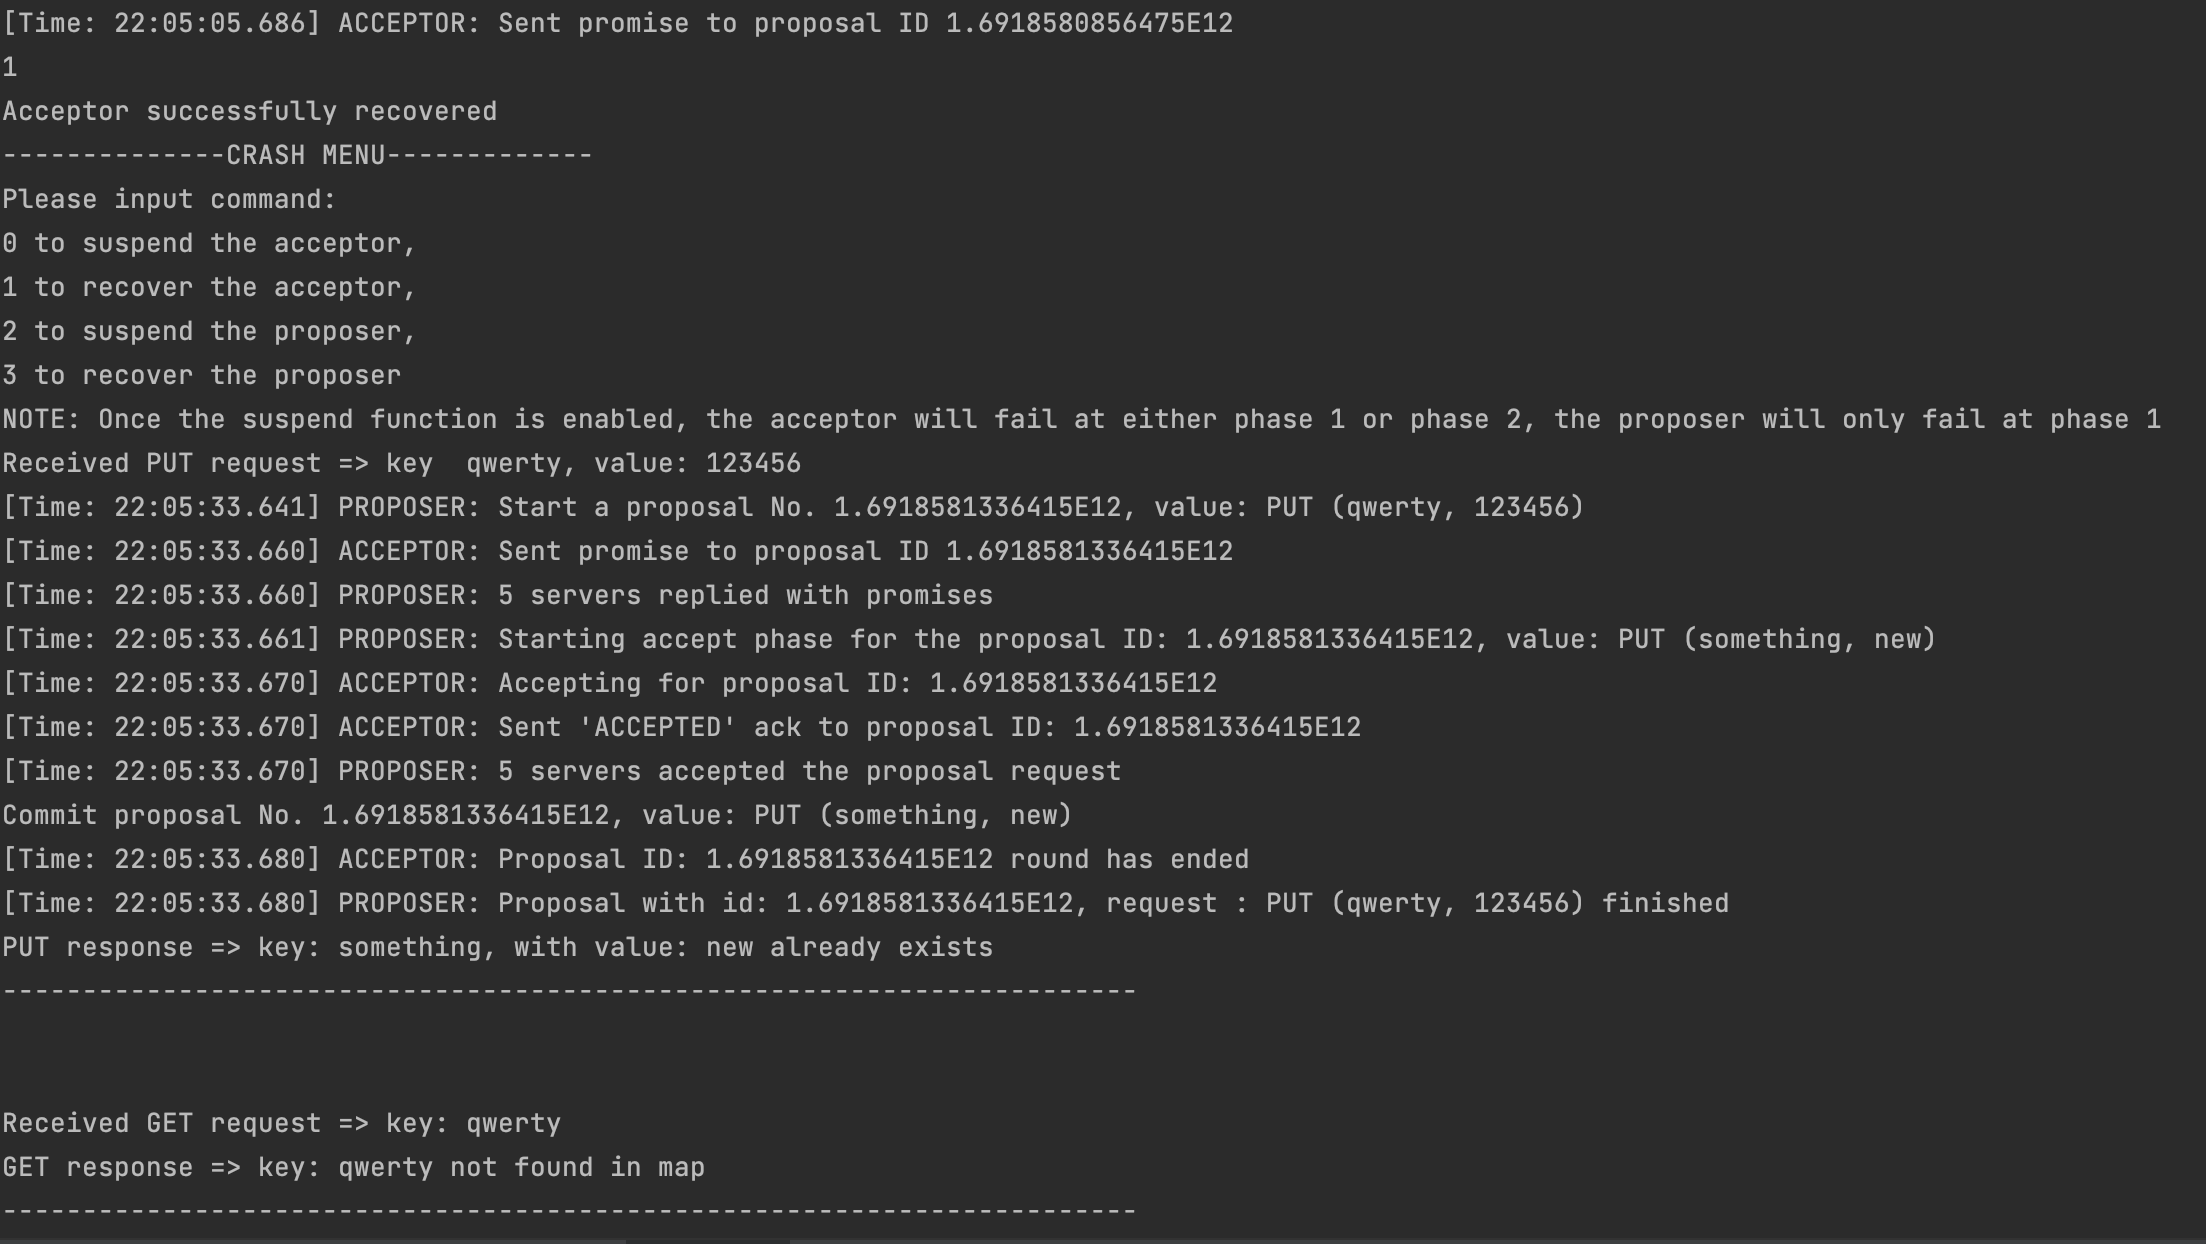 [Time: 22:05:05.686] ACCEPTOR: Sent promise to proposal ID 1.6918580856475E12
1
Acceptor successfully recovered
--------------CRASH MENU-------------
Please input command:
0 to suspend the acceptor,
1 to recover the acceptor,
2 to suspend the proposer,
3 to recover the proposer
NOTE: Once the suspend function is enabled, the acceptor will fail at either phase 1 or phase 2, the proposer will only fail at phase 1
Received PUT request => key  qwerty, value: 123456
[Time: 22:05:33.641] PROPOSER: Start a proposal No. 1.6918581336415E12, value: PUT (qwerty, 123456)
[Time: 22:05:33.660] ACCEPTOR: Sent promise to proposal ID 1.6918581336415E12
[Time: 22:05:33.660] PROPOSER: 5 servers replied with promises
[Time: 22:05:33.661] PROPOSER: Starting accept phase for the proposal ID: 1.6918581336415E12, value: PUT (something, new)
[Time: 22:05:33.670] ACCEPTOR: Accepting for proposal ID: 1.6918581336415E12
[Time: 22:05:33.670] ACCEPTOR: Sent 'ACCEPTED' ack to proposal ID: 1.6918581336415E12
[Time: 22:05:33.670] PROPOSER: 5 servers accepted the proposal request
Commit proposal No. 1.6918581336415E12, value: PUT (something, new)
[Time: 22:05:33.680] ACCEPTOR: Proposal ID: 1.6918581336415E12 round has ended
[Time: 22:05:33.680] PROPOSER: Proposal with id: 1.6918581336415E12, request : PUT (qwerty, 123456) finished
PUT response => key: something, with value: new already exists
-----------------------------------------------------------------------
Received GET request => key: qwerty
GET response => key: qwerty not found in map
-----------------------------------------------------------------------